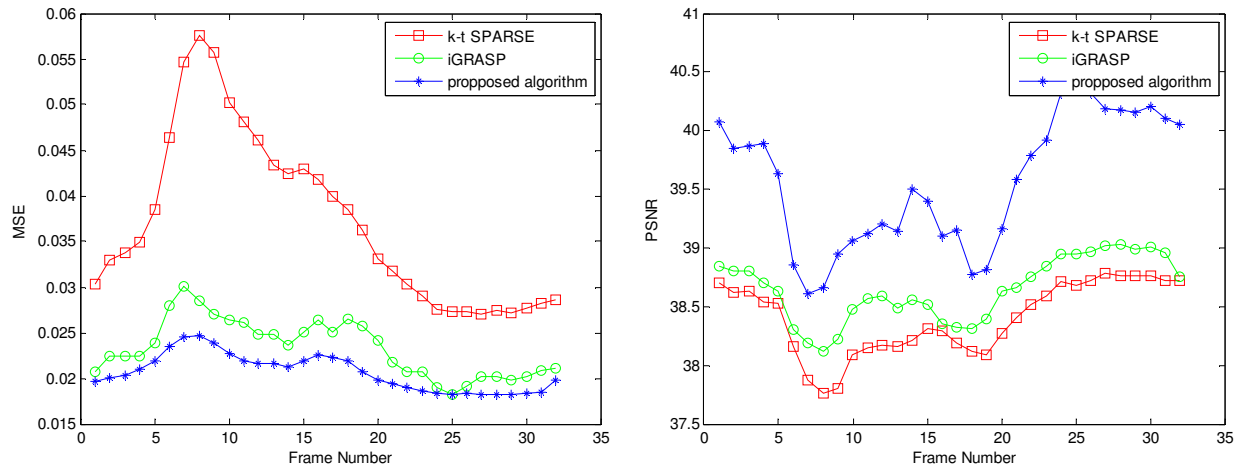 0.06
0.055
0.05
0.045
0.04
0.035
0.03
0.025
0.02
0.015
MSE
0 5 10 15 20 25 30 35
Frame Number
k-t SPARSE
iGRASP
propposed algorithm
41
40.5
40
39.5
39
38.5
38
37.5
PSNR
0 5 10 15 20 25 30 35
Frame Number
k-t SPARSE
iGRASP
propposed algorithm